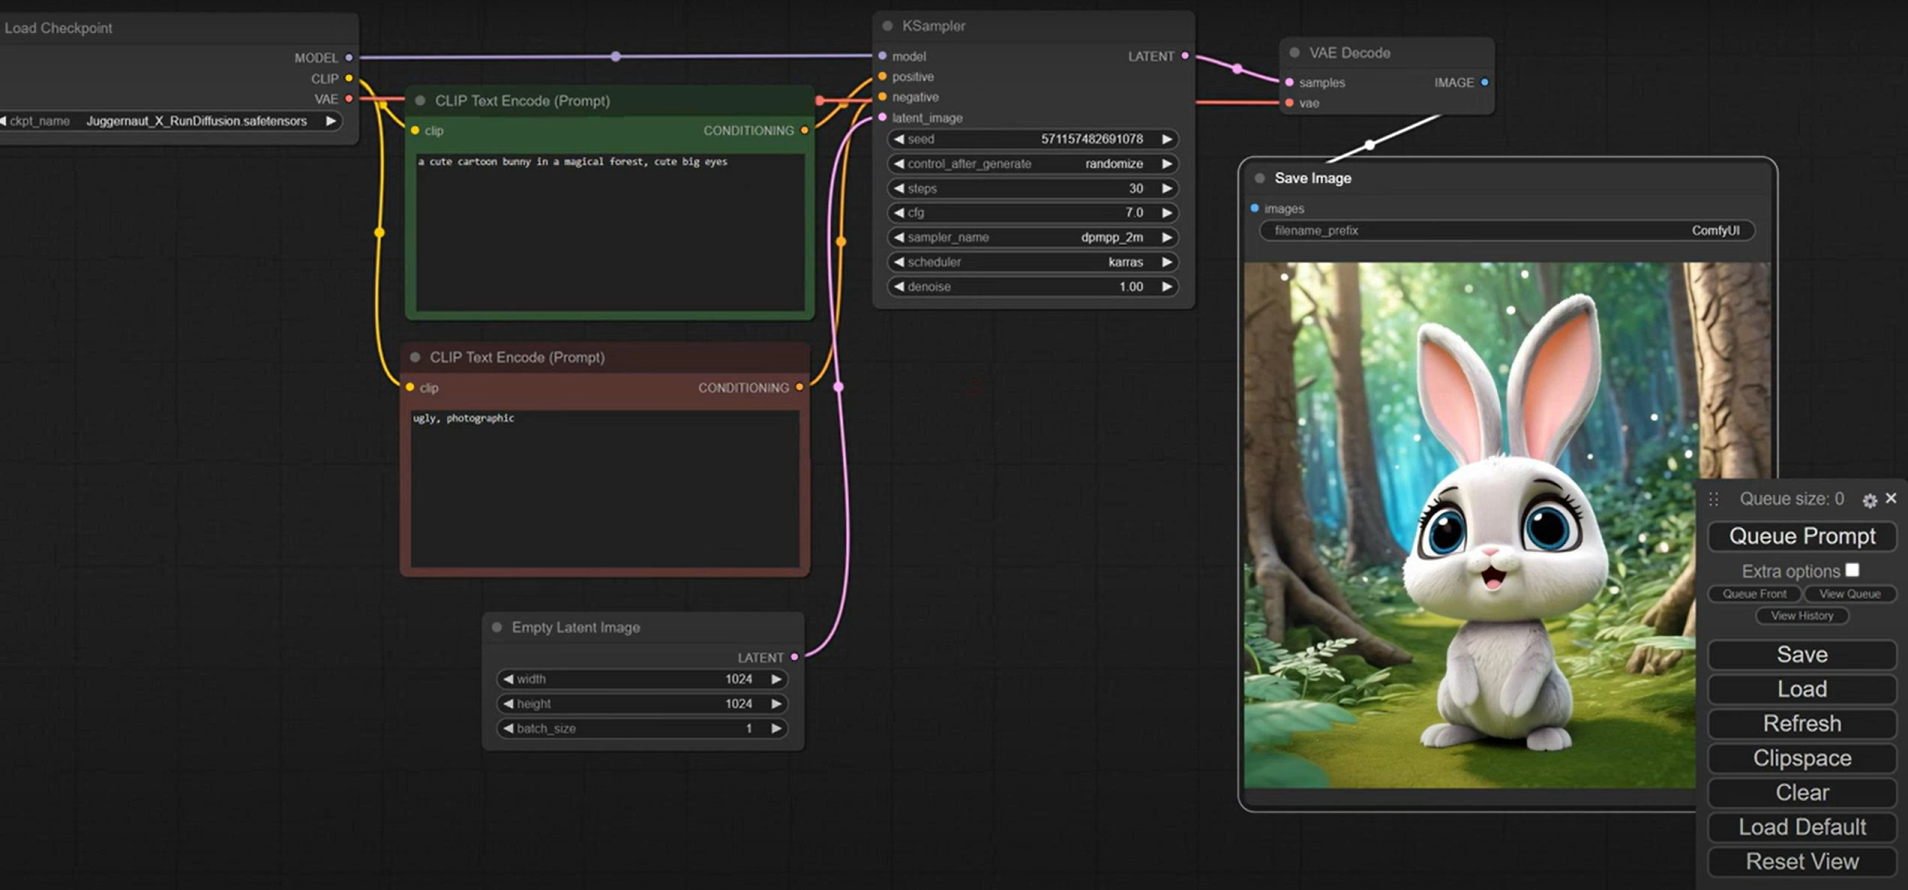 Load Checkpoint
MODEL
CLIP
VAE
ckpt_name Juggernaut_X_RunDiffusion.safetensors
CLIP Text Encode (Prompt)
clip CONDITIONING
a cute cartoon bunny in a magical forest, cute big eyes
CLIP Text Encode (Prompt)
clip CONDITIONING
ugly, photographic
Empty Latent Image
LATENT
width 1024
height 1024
batch_size 1
KSampler
model LATENT
positive
negative
latent_image
seed 571157482691078
control_after_generate randomize
steps 30
cfg 7.0
sampler_name dpmpp_2m
scheduler karras
denoise 1.00
VAE Decode
samples IMAGE
vae
Save Image
images
filename_prefix ComfyUI
Queue size: 0
Queue Prompt
Extra options
Queue Front View Queue
View History
Save
Load
Refresh
Clipspace
Clear
Load Default
Reset View